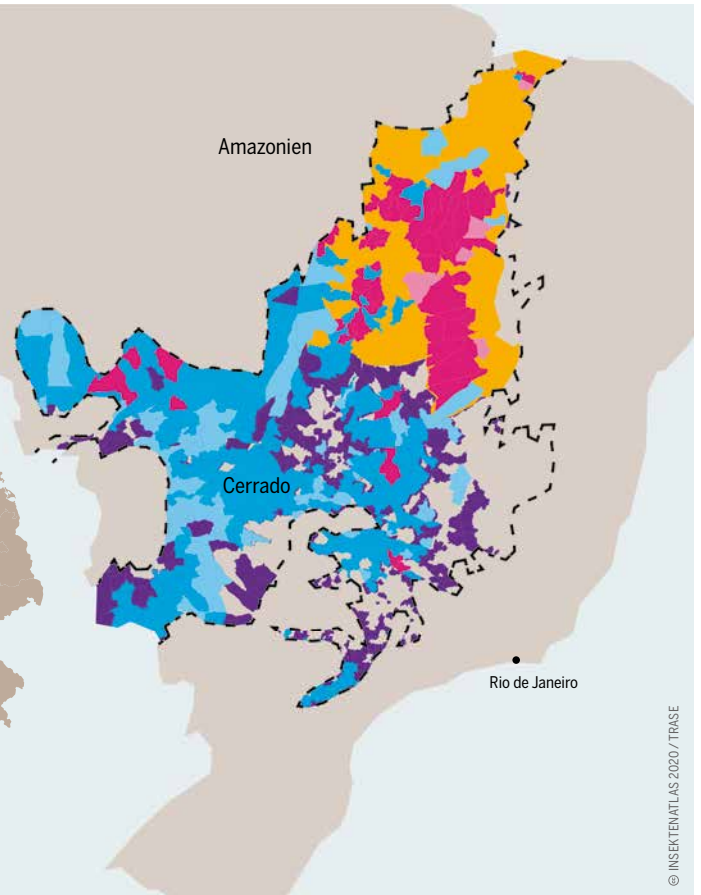 Amazonien
Cerrado
Rio de Janeiro
🅭 INSEKTENATLAS 2020 / TRASE